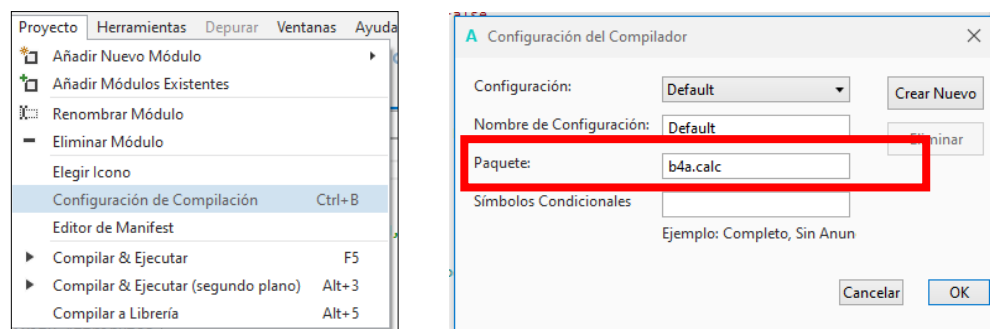 Proyecto Herramientas Depurar Ventanas Ayuda
Añadir Nuevo Módulo
Añadir Módulos Existentes
Renombrar Módulo
Eliminar Módulo
Elegir Icono
Configuración de Compilación Ctrl+B
Editor de Manifest
Compilar & Ejecutar F5
Compilar & Ejecutar (segundo plano) Alt+3
Compilar a Librería Alt+5
A Configuración del Compilador
Configuración: Default Crear Nuevo
Nombre de Configuración: Default
Paquete: b4a.calc
Símbolos Condicionales
Ejemplo: Completo, Sin Anun
Cancelar OK